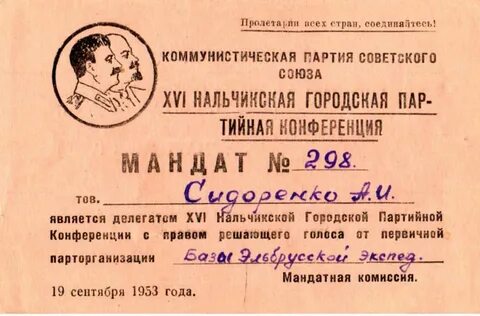 Пролетарии всех стран, соединяйтесь!
КОММУНИСТИЧЕСКАЯ ПАРТИЯ СОВЕТСКОГО
СОЮЗА
XVI НАЛЬЧИКСКАЯ ГОРОДСКАЯ ПАР-
ТИЙНАЯ КОНФЕРЕНЦИЯ
МАНДАТ № 298.
тов. Сидоренко А.И.
является делегатом XVI Нальчикской Городской Партийной
Конференции с правом решающего голоса от первичной
парторганизации Базы Эльбрусской Экспед.
Мандатная комиссия.
19 сентября 1953 года.